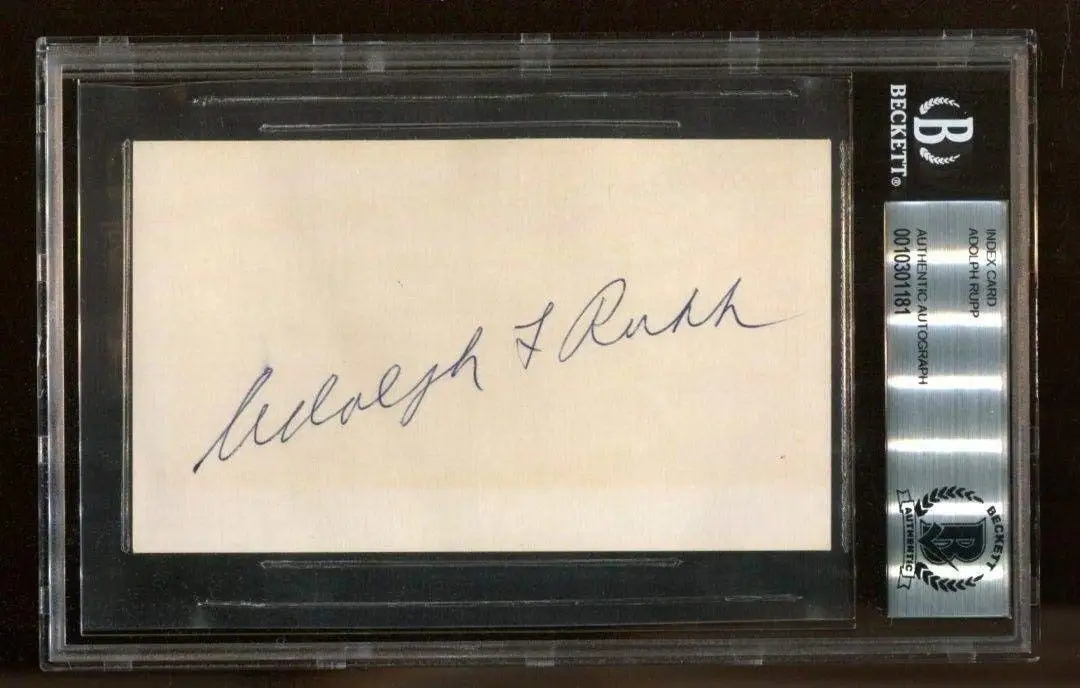 Adolph F Rupp
B
BECKETT®
INDEX CARD
ADOLPH RUPP
AUTHENTIC AUTOGRAPH
0010301181
BECKETT
B
AUTHENTIC